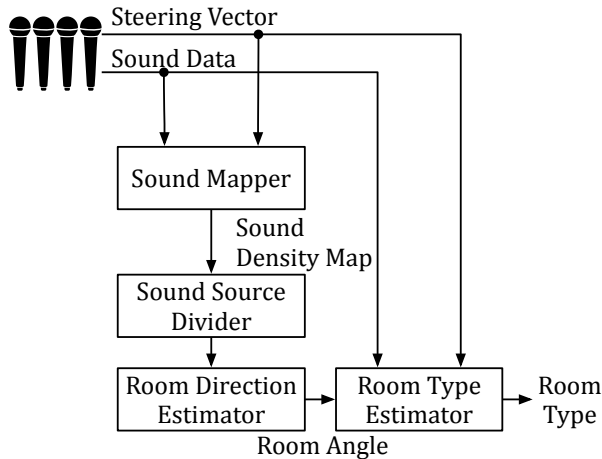 Steering Vector
Sound Data
Sound Mapper
Sound
Density Map
Sound Source
Divider
Room Direction
Estimator
Room Type
Estimator
Room
Type
Room Angle